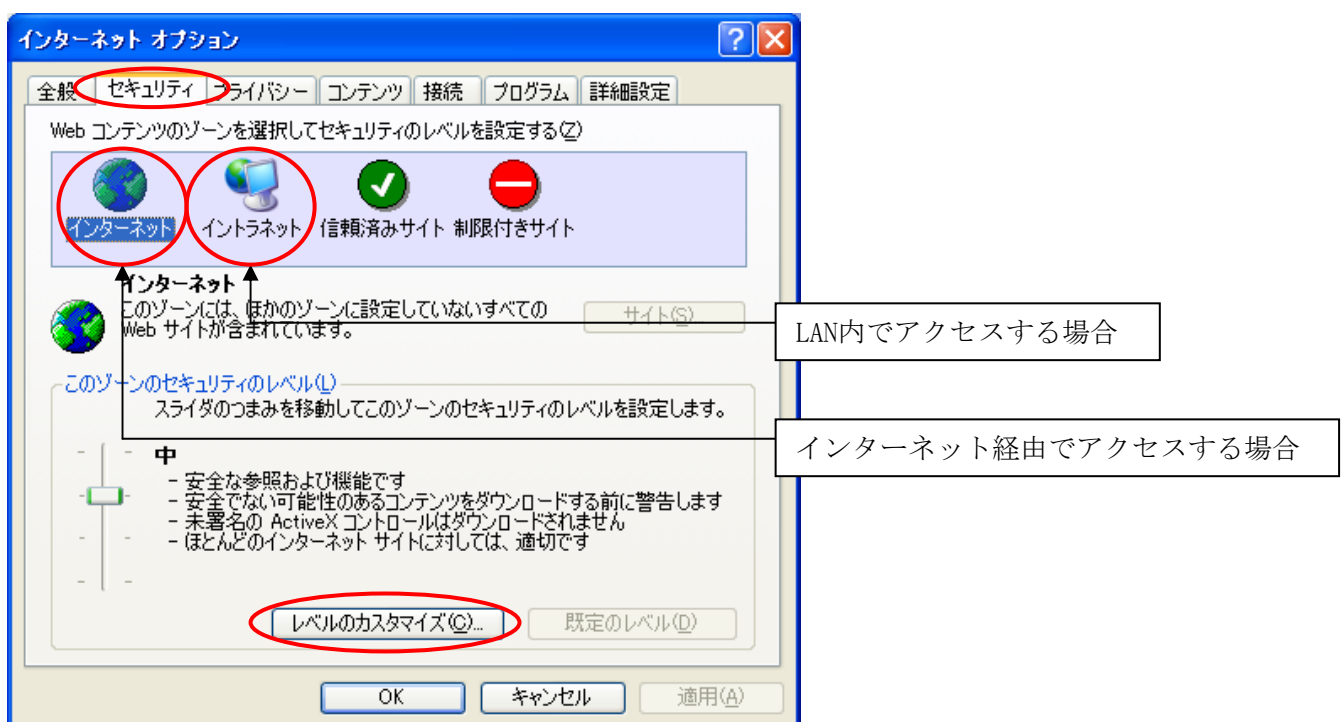 インターネット オプション
全般 セキュリティ プライバシー コンテンツ 接続 プログラム 詳細設定
Web コンテンツのゾーンを選択してセキュリティのレベルを設定する(Z)
インターネット イントラネット 信頼済みサイト 制限付きサイト
インターネット
このゾーンには、ほかのゾーンに設定していないすべての
Web サイトが含まれています。
サイト(S)
LAN内でアクセスする場合
このゾーンのセキュリティのレベル(L)
スライダのつまみを移動してこのゾーンのセキュリティのレベルを設定します。
インターネット経由でアクセスする場合
中
- 安全な参照および機能です
- 安全でない可能性のあるコンテンツをダウンロードする前に警告します
- 未署名の ActiveX コントロールはダウンロードされません
- ほとんどのインターネット サイトに対しては、適切です
レベルのカスタマイズ(C)... 既定のレベル(D)
OK キャンセル 適用(A)